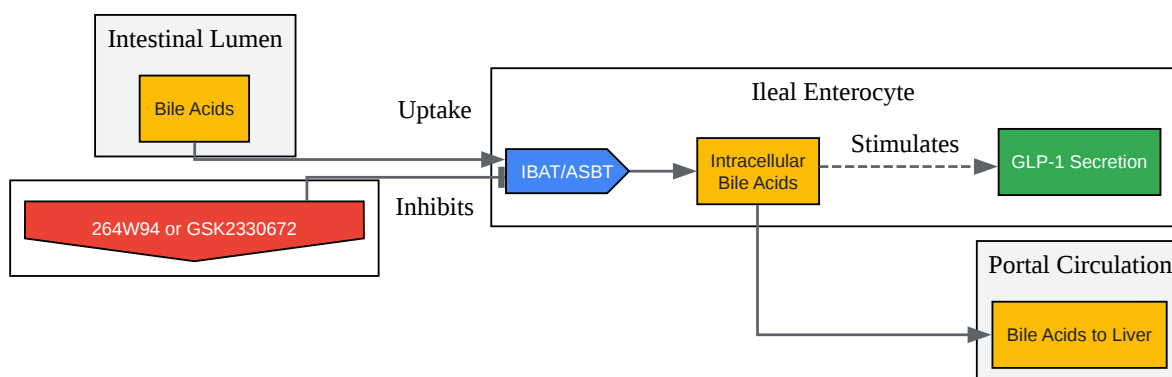 Intestinal Lumen
Bile Acids
Uptake
Ileal Enterocyte
IBAT/ASBT
Intracellular
Bile Acids
Stimulates
GLP-1 Secretion
264W94 or GSK2330672
Inhibits
Portal Circulation
Bile Acids to Liver